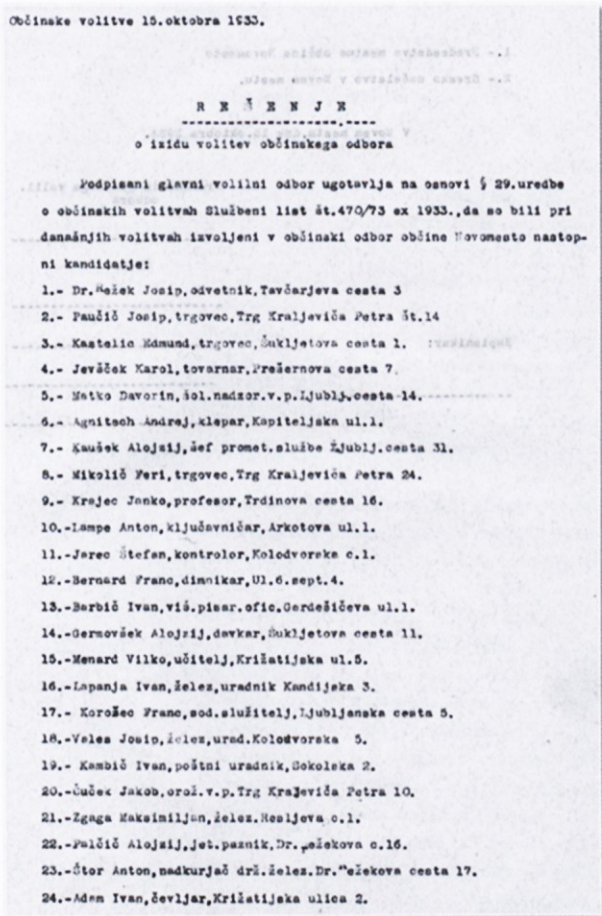 Občinske volitve 15.oktobra 1933.
R E Š E N J E
o izidu volitev občinskega odbora
Podpisani glavni volilni odbor ugotavlja na osnovi § 29.uredbe
o občinskih volitvah Službeni list št.470/73 ex 1933.,da so bili pri
današnjih volitvah izvoljeni v občinski odbor občine Novomesto nastop-
ni kandidatje:
1.- Dr. Režek Josip,odvetnik,Tavčarjeva cesta 3
2.- Paučič Josip,trgovec,Trg Kraljeviča Petra št.14
3.- Kastelic Edmund,trgovec,Šukljetova cesta 1.
4.- Jevšček Karol,tovarnar,Prešernova cesta 7.
5.- Matko Davorin,šol.nadzor.v.p.Ljublj.cesta 14.
6.- Agnitsch Andrej,klepar,Kapiteljska ul.1.
7.- Kaušek Alojzij,šef promet.službe Ljublj.cesta 31.
8.- Mikolič Feri,trgovec,Trg Kraljeviča Petra 24.
9.- Krajec Janko,profesor,Trdinova cesta 16.
10.-Lampe Anton,ključavničar,Arkotova ul.1.
11.-Jarec Štefan,kontrolor,Kolodvorska c.1.
12.-Bernard Franc,dimnikar,Ul.6.sept.4.
13.-Barbič Ivan,viš.pisar.ofic.Gerdešičeva ul.1.
14.-Germovšek Alojzij,davkar,Šukljetova cesta 11.
15.-Menard Vilko,učitelj,Križatijska ul.5.
16.-Lapanja Ivan,želez,uradnik Kandijska 3.
17.- Korošec Franc,sod.služitelj,Ljubljanska cesta 5.
18.-Vales Josip,želez,urad.Kolodvorska 5.
19.- Kambič Ivan,poštni uradnik,Sokolska 2.
20.-Čuček Jakob,orož.v.p.Trg Kraljeviča Petra 10.
21.-Zgaga Maksimiljan,želez.Resljeva c.1.
22.-Palčič Alojzij,jet.paznik,Dr. Režekova c.16.
23.-Štor Anton,nadkurjač drž.želez.Dr. Režekova cesta 17.
24.-Adam Ivan,čevljar,Križatijska ulica 2.